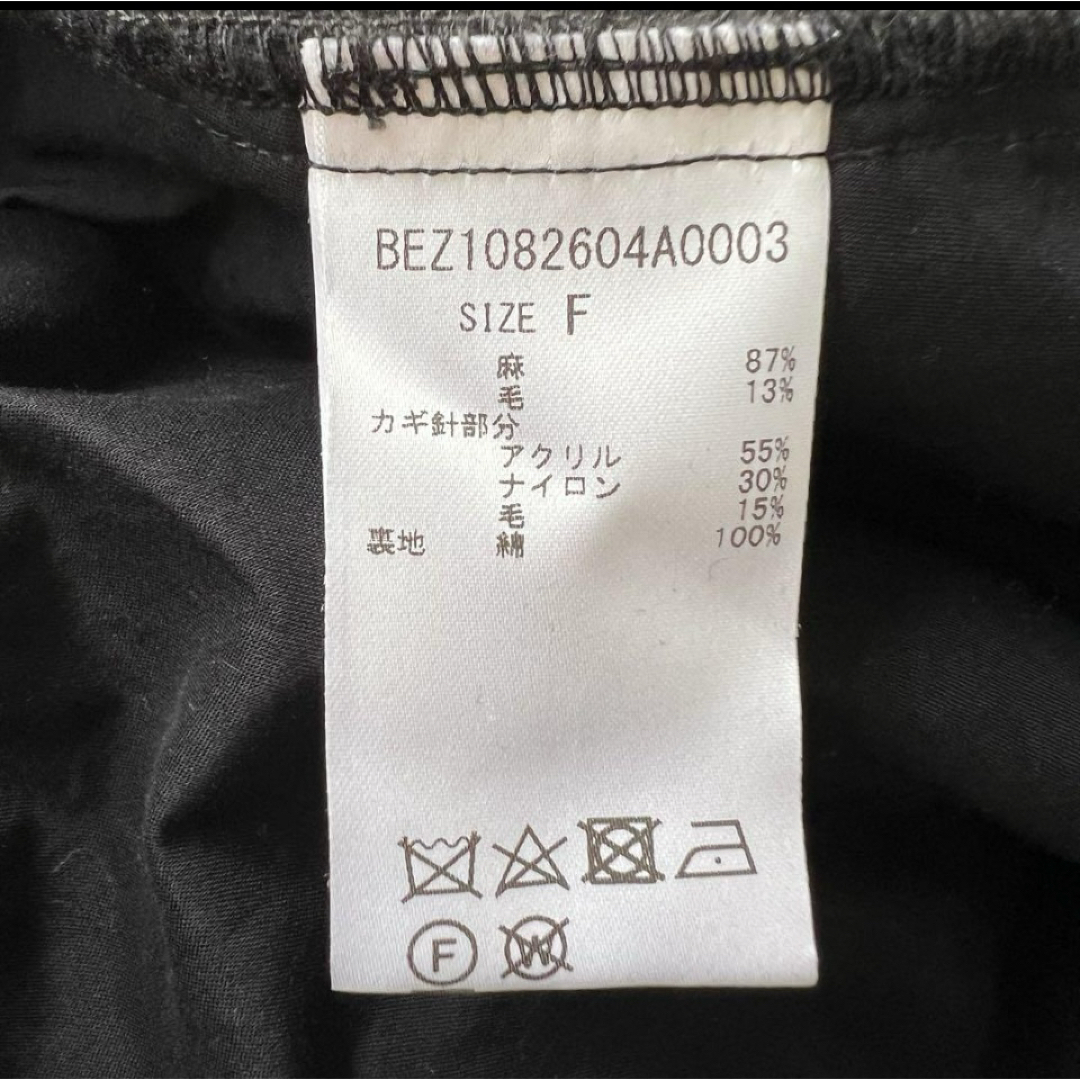 BEZ1082604A0003
SIZE F
麻 87%
毛 13%
カギ針部分
アクリル 55%
ナイロン 30%
毛 15%
裏地 綿 100%
F W